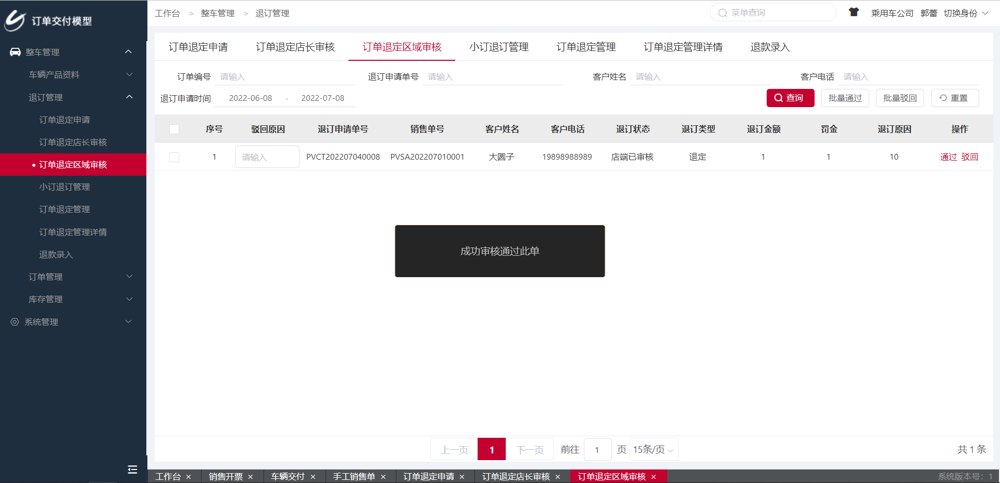 订单交付模型
工作台 > 整车管理 > 退订管理
菜单查询
乘用车公司 郭蕾 切换身份
整车管理
车辆产品资料
退订管理
订单退定申请
订单退定店长审核
订单退定区域审核
小订退订管理
订单退定管理
订单退定管理详情
退款录入
订单管理
库存管理
系统管理
订单退定申请 订单退定店长审核 订单退定区域审核 小订退订管理 订单退定管理 订单退定管理详情 退款录入
订单编号 请输入 退订申请单号 请输入 客户姓名 请输入 客户电话 请输入
退订申请时间 2022-06-08 - 2022-07-08 查询 批量通过 批量驳回 重置
序号 驳回原因 退订申请单号 销售单号 客户姓名 客户电话 退订状态 退订类型 退订金额 罚金 退订原因 操作
1 请输入 PVCT202207040008 PVSA202207010001 大圆子 19898988989 店端已审核 退定 1 1 10 通过 驳回
成功审核通过此单
上一页 1 下一页 前往 1 页 15条/页 共 1 条
工作台 × 销售开票 × 车辆交付 × 手工销售单 × 订单退定申请 × 订单退定店长审核 × 订单退定区域审核 × 系统版本号: 1